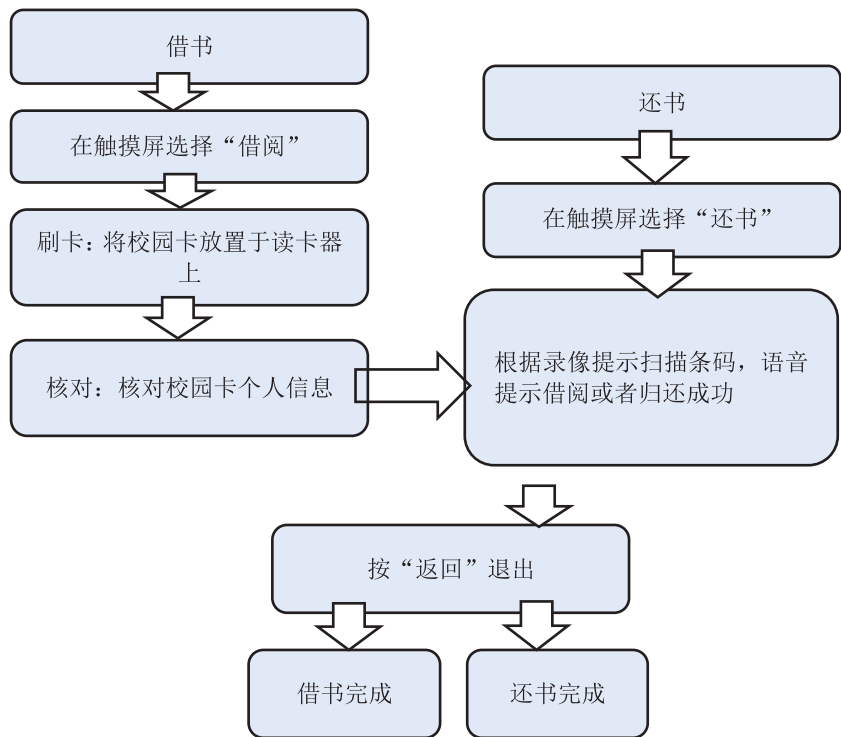 借书
在触摸屏选择“借阅”
刷卡：将校园卡放置于读卡器
上
核对：核对校园卡个人信息
还书
在触摸屏选择“还书”
根据录像提示扫描条码，语音
提示借阅或者归还成功
按“返回”退出
借书完成
还书完成